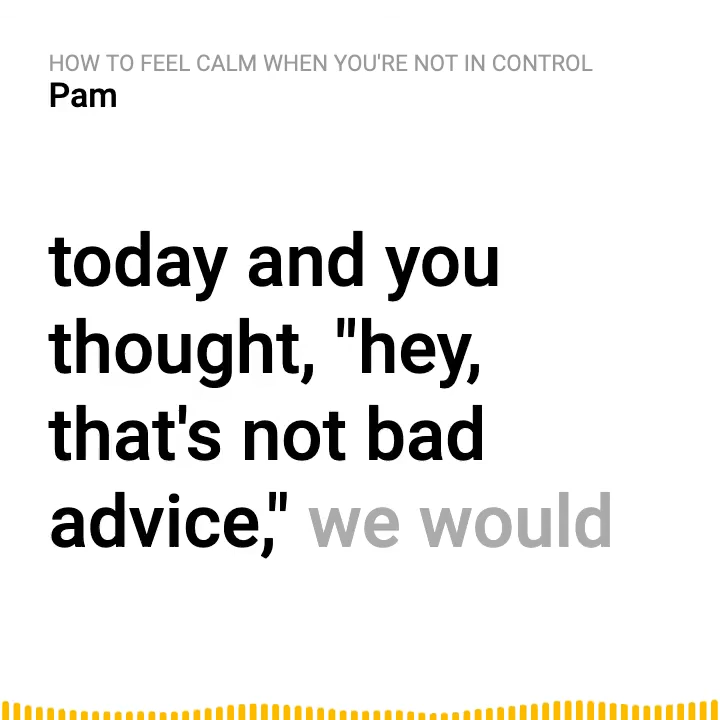 HOW TO FEEL CALM WHEN YOU'RE NOT IN CONTROL
Pam
today and you
thought, "hey,
that's not bad
advice," we would